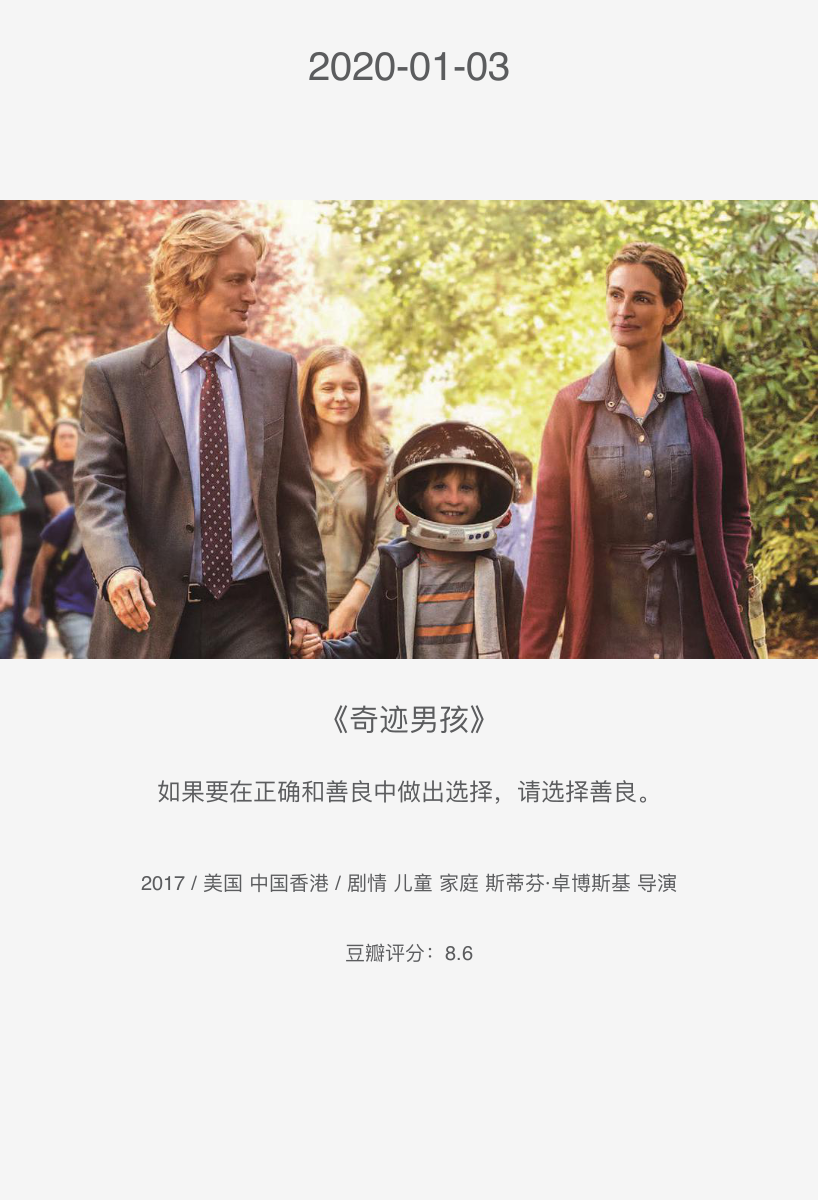 2020-01-03
《奇迹男孩》
如果要在正确和善良中做出选择，请选择善良。
2017 / 美国 中国香港 / 剧情 儿童 家庭 斯蒂芬·卓博斯基 导演
豆瓣评分：8.6